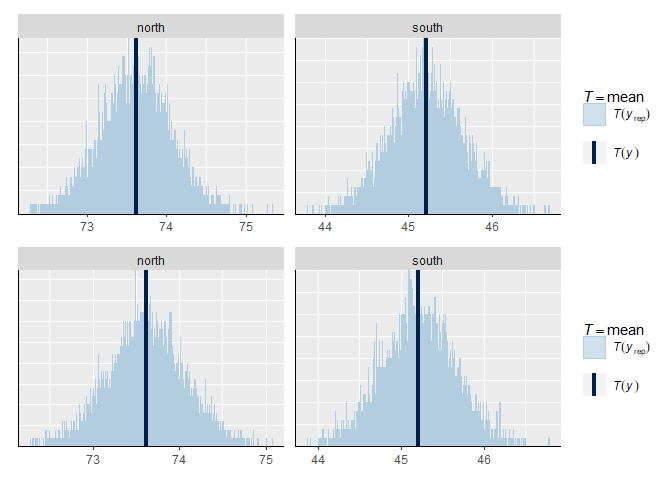 north
south
73
74
75
44
45
46
T = mean
T(yrep)
T(y)
north
south
73
74
75
44
45
46
T = mean
T(yrep)
T(y)